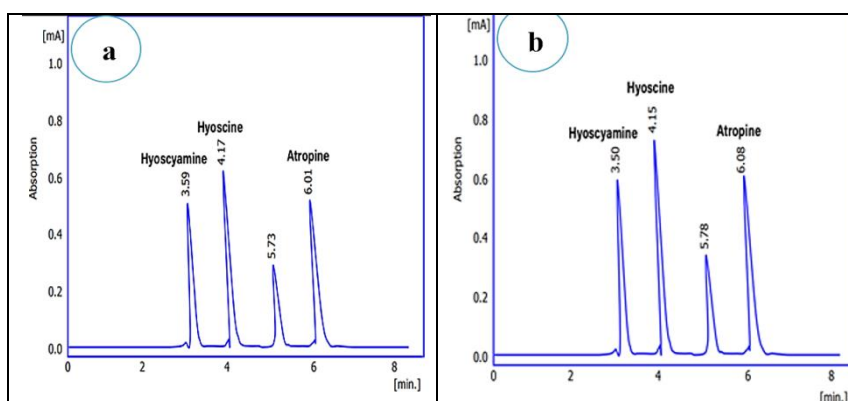 a
[mA]
1.0
0.8
0.6
0.4
0.2
0.0
Absorption
Hyoscyamine
3.59
Hyoscine
4.17
5.73
Atropine
6.01
0
2
4
6
[min.]
b
[mA]
1.0
0.8
0.6
0.4
0.2
0.0
Absorption
Hyoscyamine
3.50
Hyoscine
4.15
5.78
Atropine
6.08
0
2
4
6
8
[min.]